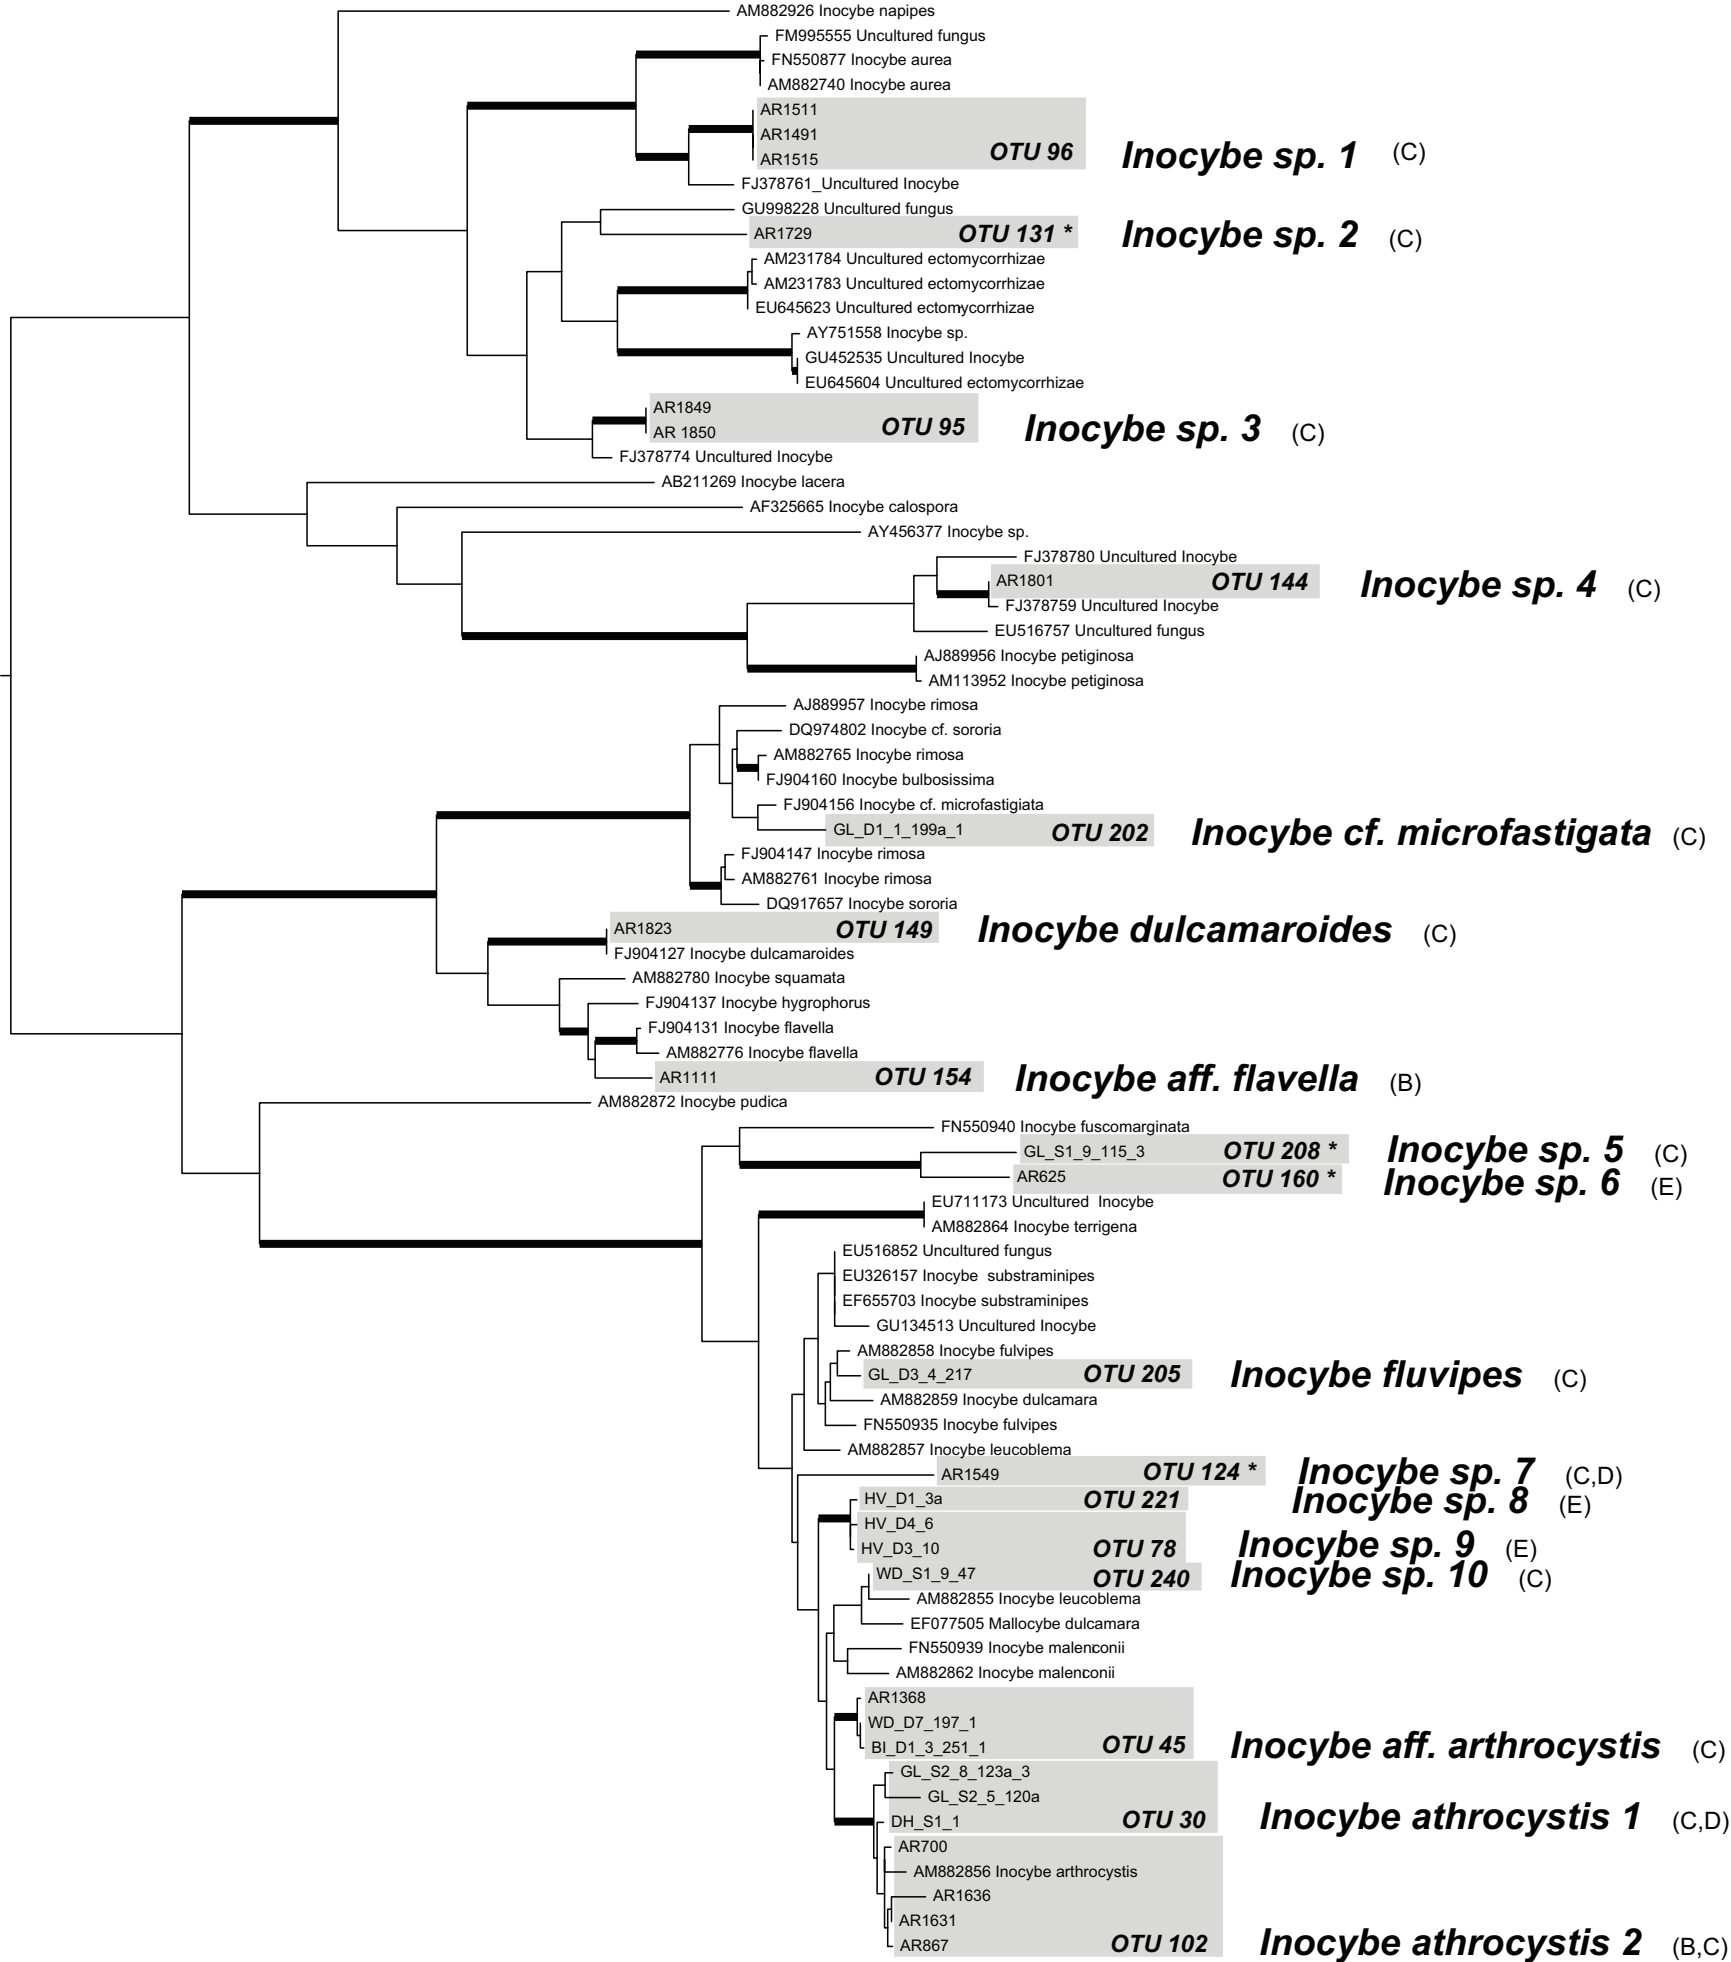 AM882926 Inocybe napipes
FM995555 Uncultured fungus
FN550877 Inocybe aurea
AM882740 Inocybe aurea
AR1511
AR1491
AR1515 OTU 96 Inocybe sp. 1 (C)
FJ378761_Uncultured Inocybe
GU998228 Uncultured fungus
AR1729 OTU 131 * Inocybe sp. 2 (C)
AM231784 Uncultured ectomycorrhizae
AM231783 Uncultured ectomycorrhizae
EU645623 Uncultured ectomycorrhizae
AY751558 Inocybe sp.
GU452535 Uncultured Inocybe
EU645604 Uncultured ectomycorrhizae
AR1849
AR 1850 OTU 95 Inocybe sp. 3 (C)
FJ378774 Uncultured Inocybe
AB211269 Inocybe lacera
AF325665 Inocybe calospora
AY456377 Inocybe sp.
FJ378780 Uncultured Inocybe
AR1801 OTU 144 Inocybe sp. 4 (C)
FJ378759 Uncultured Inocybe
EU516757 Uncultured fungus
AJ889956 Inocybe petiginosa
AM113952 Inocybe petiginosa
AJ889957 Inocybe rimosa
DQ974802 Inocybe cf. sororia
AM882765 Inocybe rimosa
FJ904160 Inocybe bulbosissima
FJ904156 Inocybe cf. microfastigiata
GL_D1_1_199a_1 OTU 202 Inocybe cf. microfastigata (C)
FJ904147 Inocybe rimosa
AM882761 Inocybe rimosa
DQ917657 Inocybe sororia
AR1823 OTU 149 Inocybe dulcamaroides (C)
FJ904127 Inocybe dulcamaroides
AM882780 Inocybe squamata
FJ904137 Inocybe hygrophorus
FJ904131 Inocybe flavella
AM882776 Inocybe flavella
AR1111 OTU 154 Inocybe aff. flavella (B)
AM882872 Inocybe pudica
FN550940 Inocybe fuscomarginata
GL_S1_9_115_3 OTU 208 * Inocybe sp. 5 (C)
AR625 OTU 160 * Inocybe sp. 6 (E)
EU711173 Uncultured Inocybe
AM882864 Inocybe terrigena
EU516852 Uncultured fungus
EU326157 Inocybe substraminipes
EF655703 Inocybe substraminipes
GU134513 Uncultured Inocybe
AM882858 Inocybe fulvipes
GL_D3_4_217 OTU 205 Inocybe fluvipes (C)
AM882859 Inocybe dulcamara
FN550935 Inocybe fulvipes
AM882857 Inocybe leucoblema
AR1549 OTU 124 * Inocybe sp. 7 (C,D)
HV_D1_3a OTU 221 Inocybe sp. 8 (E)
HV_D4_6
HV_D3_10 OTU 78 Inocybe sp. 9 (E)
WD_S1_9_47 OTU 240 Inocybe sp. 10 (C)
AM882855 Inocybe leucoblema
EF077505 Mallocybe dulcamara
FN550939 Inocybe malenconii
AM882862 Inocybe malenconii
AR1368
WD_D7_197_1
BI_D1_3_251_1 OTU 45 Inocybe aff. arthrocystis (C)
GL_S2_8_123a_3
GL_S2_5_120a
DH_S1_1 OTU 30 Inocybe athrocystis 1 (C,D)
AR700
AM882856 Inocybe arthrocystis
AR1636
AR1631
AR867 OTU 102 Inocybe athrocystis 2 (B,C)